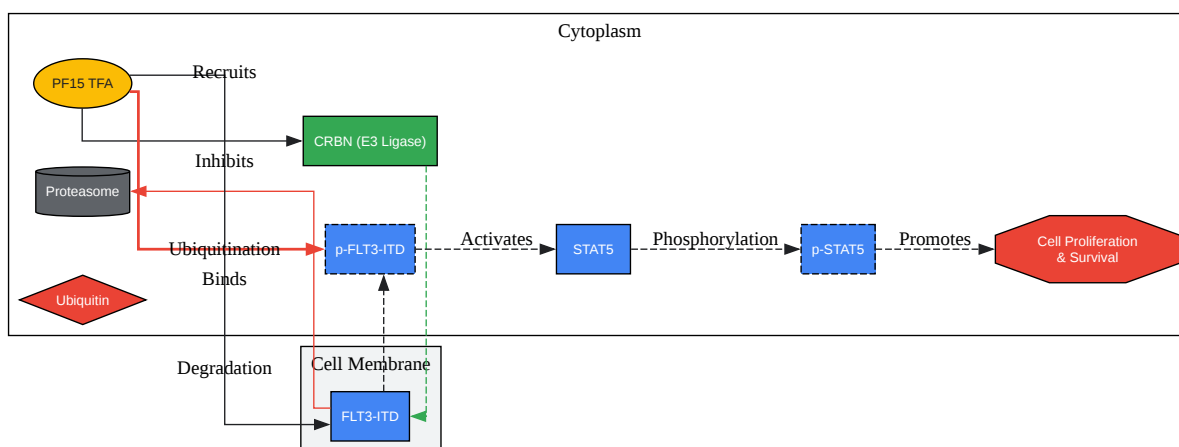 Cytoplasm
Recruits
PF15 TFA
CRBN (E3 Ligase)
Inhibits
Proteasome
Ubiquitination
p-FLT3-ITD
Activates
STAT5
Phosphorylation
p-STAT5
Promotes
Cell Proliferation
& Survival
Binds
Ubiquitin
Degradation
Cell Membrane
FLT3-ITD